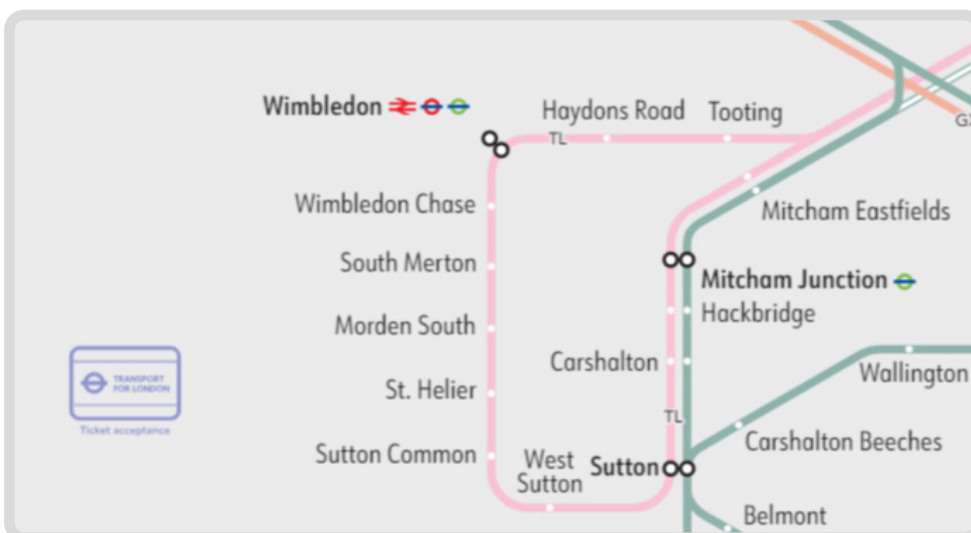 Wimbledon
Haydons Road
Tooting
TL
GX
Wimbledon Chase
Mitcham Eastfields
South Merton
Mitcham Junction
Hackbridge
Morden South
Carshalton
Wallington
TRANSPORT
FOR LONDON
Ticket acceptance
St. Helier
TL
Carshalton Beeches
Sutton Common
West
Sutton
Sutton
Belmont